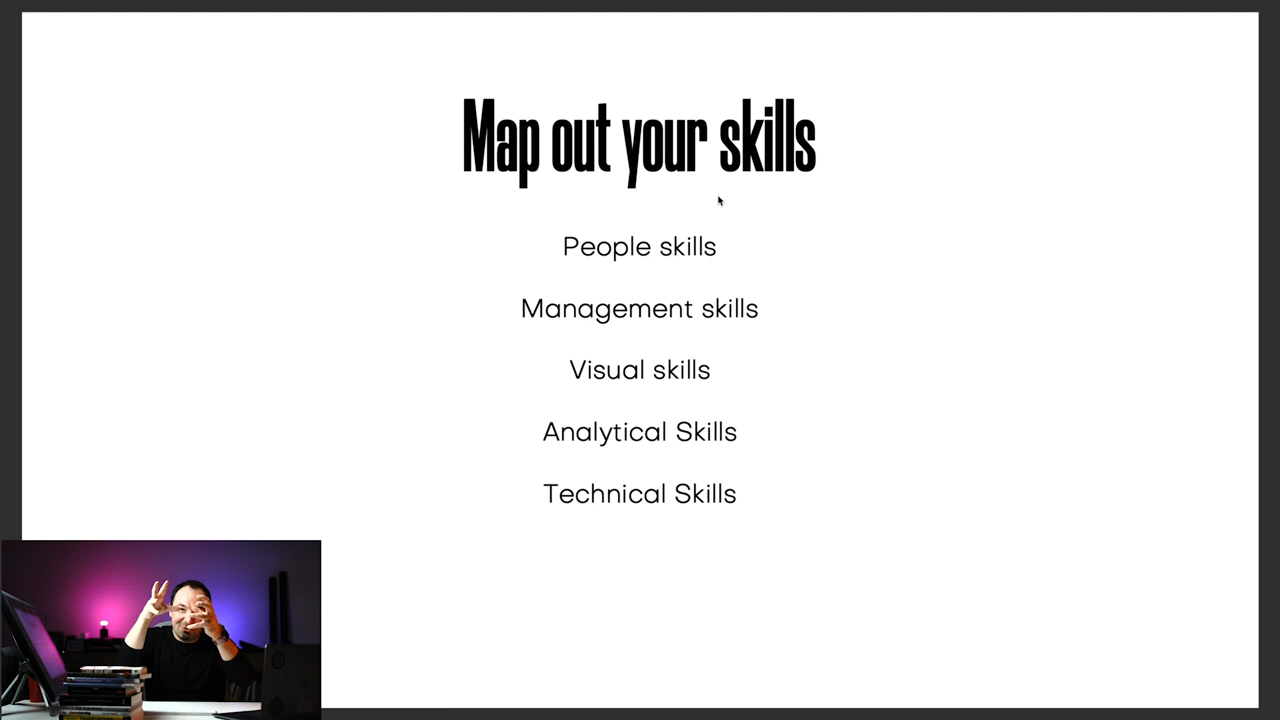 Map out your skills
People skills
Management skills
Visual skills
Analytical Skills
Technical Skills